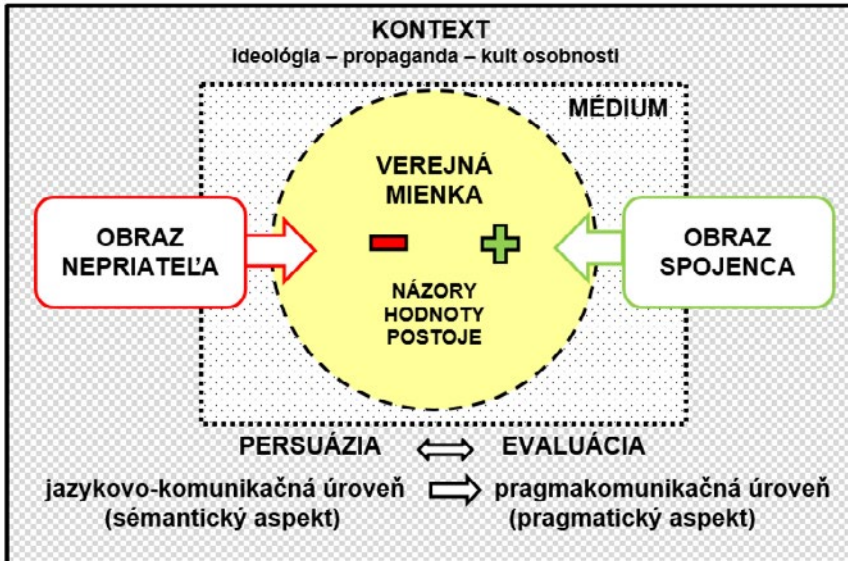 KONTEXT
ideológia – propaganda – kult osobnosti
MÉDIUM
VEREJNÁ
MIENKA
OBRAZ
NEPRIATEĽA
OBRAZ
SPOJENCA
NÁZORY
HODNOTY
POSTOJE
PERSUÁZIA
EVALUÁCIA
jazykovo-komunikačná úroveň
(sémantický aspekt)
pragmakomunikačná úroveň
(pragmatický aspekt)